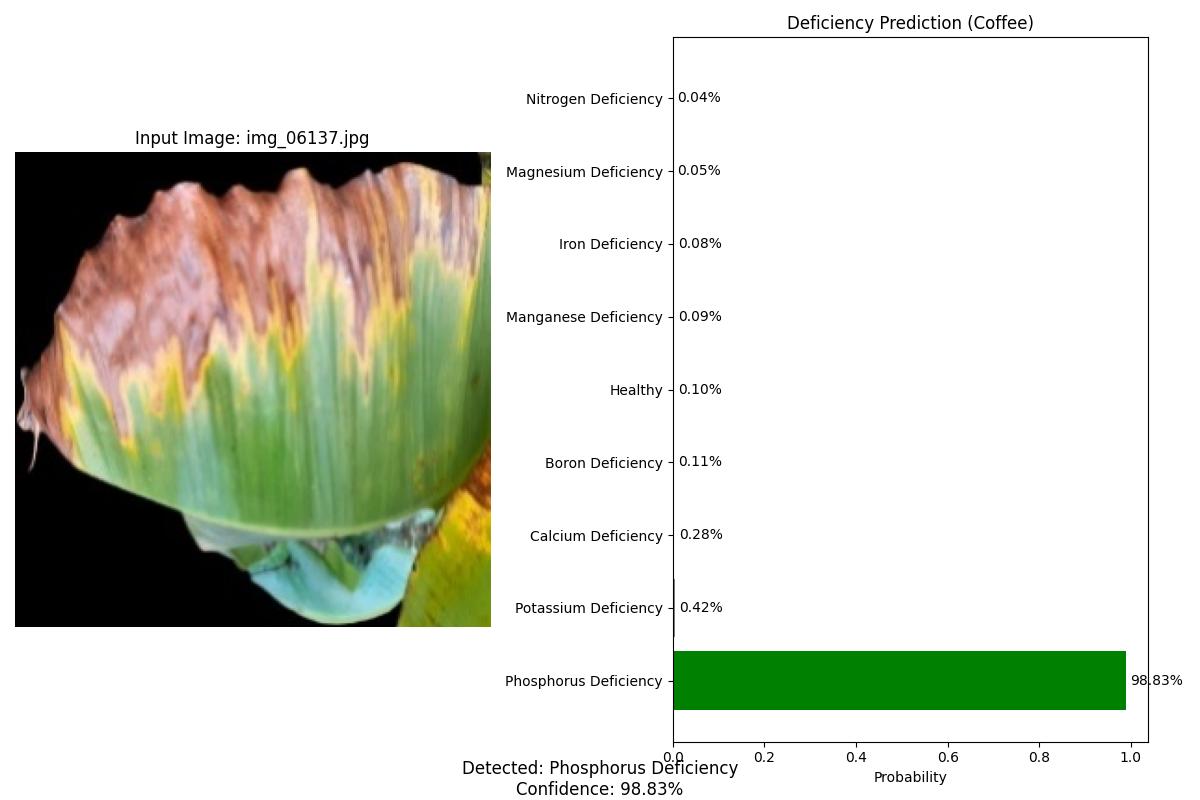 Deficiency Prediction (Coffee)
Input Image: img_06137.jpg
Nitrogen Deficiency 0.04%
Magnesium Deficiency 0.05%
Iron Deficiency 0.08%
Manganese Deficiency 0.09%
Healthy 0.10%
Boron Deficiency 0.11%
Calcium Deficiency 0.28%
Potassium Deficiency 0.42%
Phosphorus Deficiency 98.83%
0.0 0.2 0.4 0.6 0.8 1.0
Probability
Detected: Phosphorus Deficiency
Confidence: 98.83%